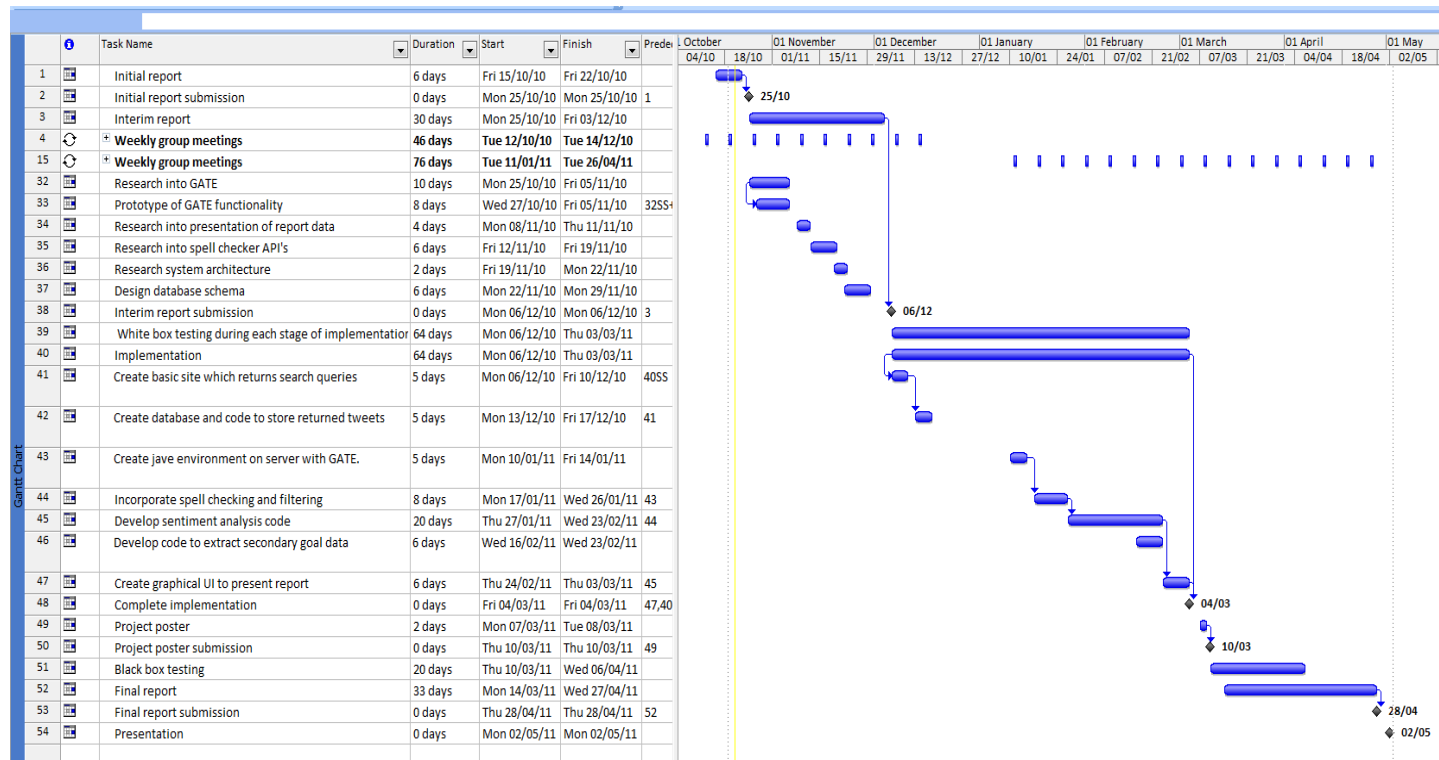 Task Name Duration Start Finish Predec
October 01 November 01 December 01 January 01 February 01 March 01 April 01 May
04/10 18/10 01/11 15/11 29/11 13/12 27/12 10/01 24/01 07/02 21/02 07/03 21/03 04/04 18/04 02/05
1 Initial report 6 days Fri 15/10/10 Fri 22/10/10
2 Initial report submission 0 days Mon 25/10/10 Mon 25/10/10 1 25/10
3 Interim report 30 days Mon 25/10/10 Fri 03/12/10
4 Weekly group meetings 46 days Tue 12/10/10 Tue 14/12/10
15 Weekly group meetings 76 days Tue 11/01/11 Tue 26/04/11
32 Research into GATE 10 days Mon 25/10/10 Fri 05/11/10
33 Prototype of GATE functionality 8 days Wed 27/10/10 Fri 05/11/10 32SS+
34 Research into presentation of report data 4 days Mon 08/11/10 Thu 11/11/10
35 Research into spell checker API's 6 days Fri 12/11/10 Fri 19/11/10
36 Research system architecture 2 days Fri 19/11/10 Mon 22/11/10
37 Design database schema 6 days Mon 22/11/10 Mon 29/11/10
38 Interim report submission 0 days Mon 06/12/10 Mon 06/12/10 3 06/12
39 White box testing during each stage of implementation 64 days Mon 06/12/10 Thu 03/03/11
40 Implementation 64 days Mon 06/12/10 Thu 03/03/11
41 Create basic site which returns search queries 5 days Mon 06/12/10 Fri 10/12/10 40SS
42 Create database and code to store returned tweets 5 days Mon 13/12/10 Fri 17/12/10 41
43 Create jave environment on server with GATE. 5 days Mon 10/01/11 Fri 14/01/11
44 Incorporate spell checking and filtering 8 days Mon 17/01/11 Wed 26/01/11 43
45 Develop sentiment analysis code 20 days Thu 27/01/11 Wed 23/02/11 44
46 Develop code to extract secondary goal data 6 days Wed 16/02/11 Wed 23/02/11
47 Create graphical UI to present report 6 days Thu 24/02/11 Thu 03/03/11 45
48 Complete implementation 0 days Fri 04/03/11 Fri 04/03/11 47,40 04/03
49 Project poster 2 days Mon 07/03/11 Tue 08/03/11
50 Project poster submission 0 days Thu 10/03/11 Thu 10/03/11 49 10/03
51 Black box testing 20 days Thu 10/03/11 Wed 06/04/11
52 Final report 33 days Mon 14/03/11 Wed 27/04/11
53 Final report submission 0 days Thu 28/04/11 Thu 28/04/11 52 28/04
54 Presentation 0 days Mon 02/05/11 Mon 02/05/11 02/05
Gantt Chart